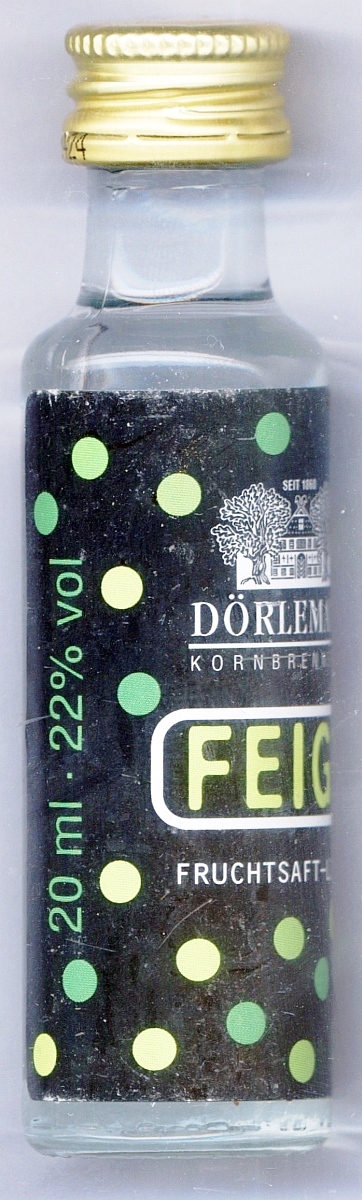 20 ml · 22% vol
SEIT 1860
DÖRLEM
KORNBREN
FEIG
FRUCHTSAFT-